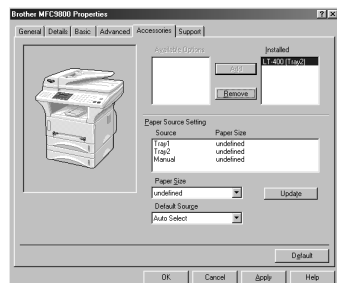 Brother MFC9800 Properties
General Details Basic Advanced Accessories Support
Available Options
Installed
LT-400 (Tray2)
Add
Remove
Paper Source Setting
Source Paper Size
Tray1 undefined
Tray2 undefined
Manual undefined
Paper Size
undefined
Update
Default Source
Auto Select
Default
OK Cancel Apply Help